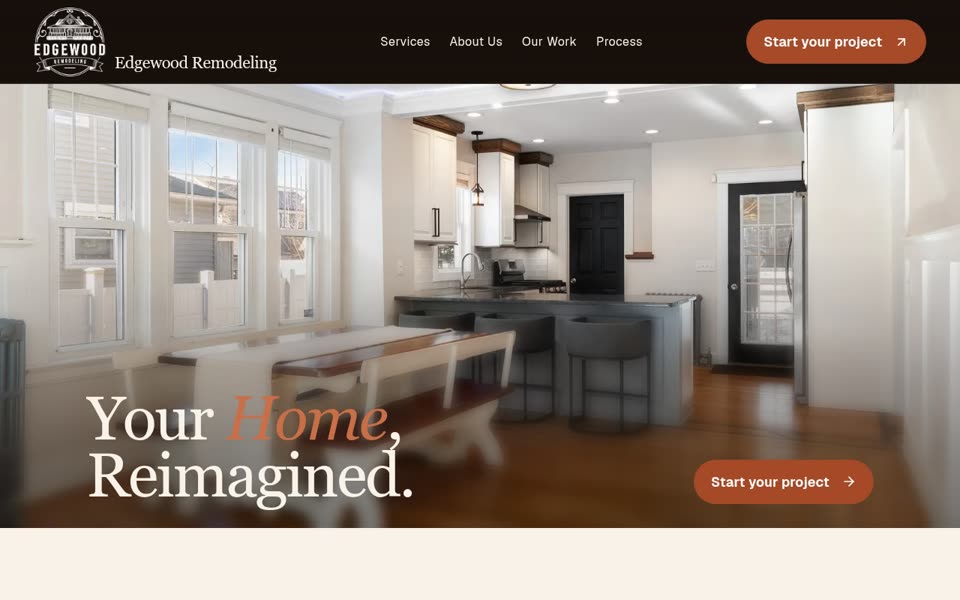 EDGEWOOD
REMODELING
Edgewood Remodeling
Services
About Us
Our Work
Process
Start your project
Your Home,
Reimagined.
Start your project